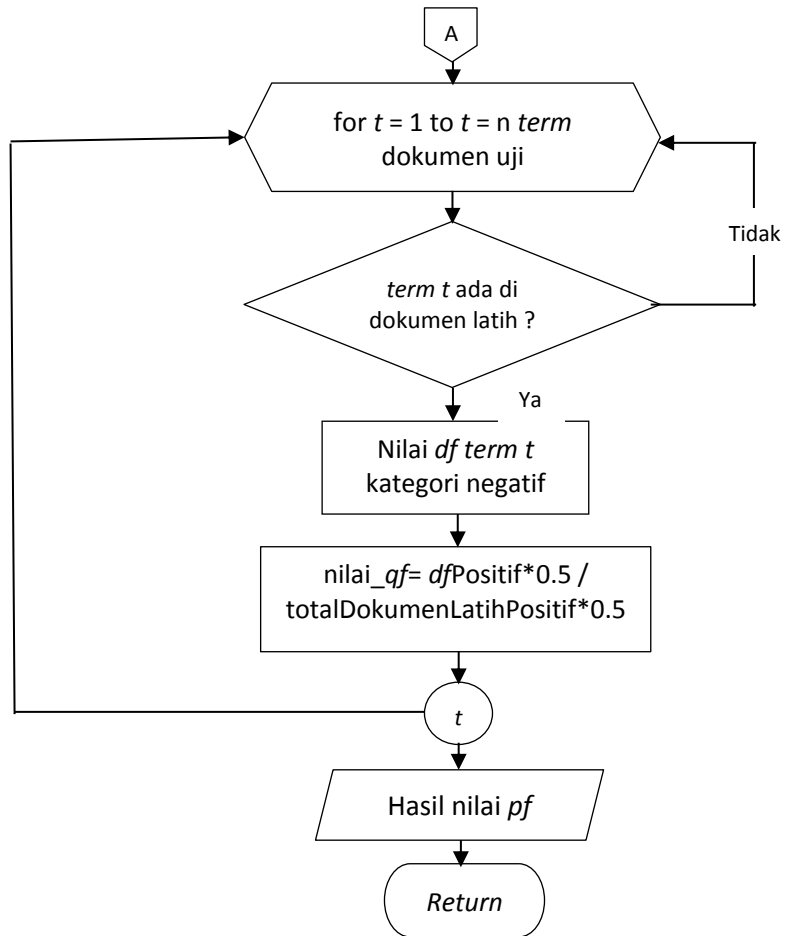 A
for t = 1 to t = n term
dokumen uji
Tidak
term t ada di
dokumen latih ?
Ya
Nilai df term t
kategori negatif
nilai_qf= dfPositif*0.5 /
totalDokumenLatihPositif*0.5
t
Hasil nilai pf
Return